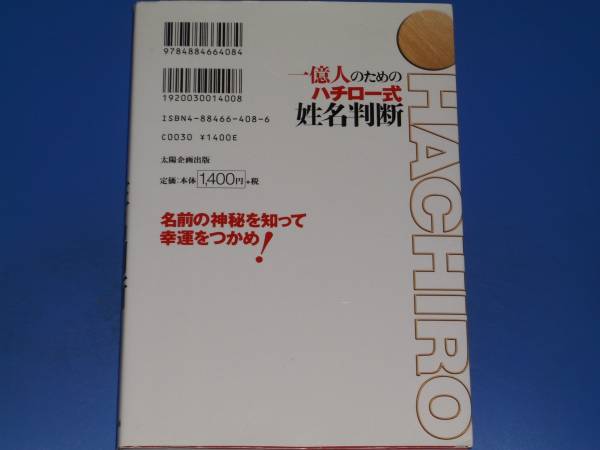 9784884664084
1920030014008
ISBN4-88466-408-6
C0030 ¥1400E
太陽企画出版
定価:本体1,400円+税
一億人のための
ハチロー式
姓名判断
名前の神秘を知って
幸運をつかめ!
HACHIRO